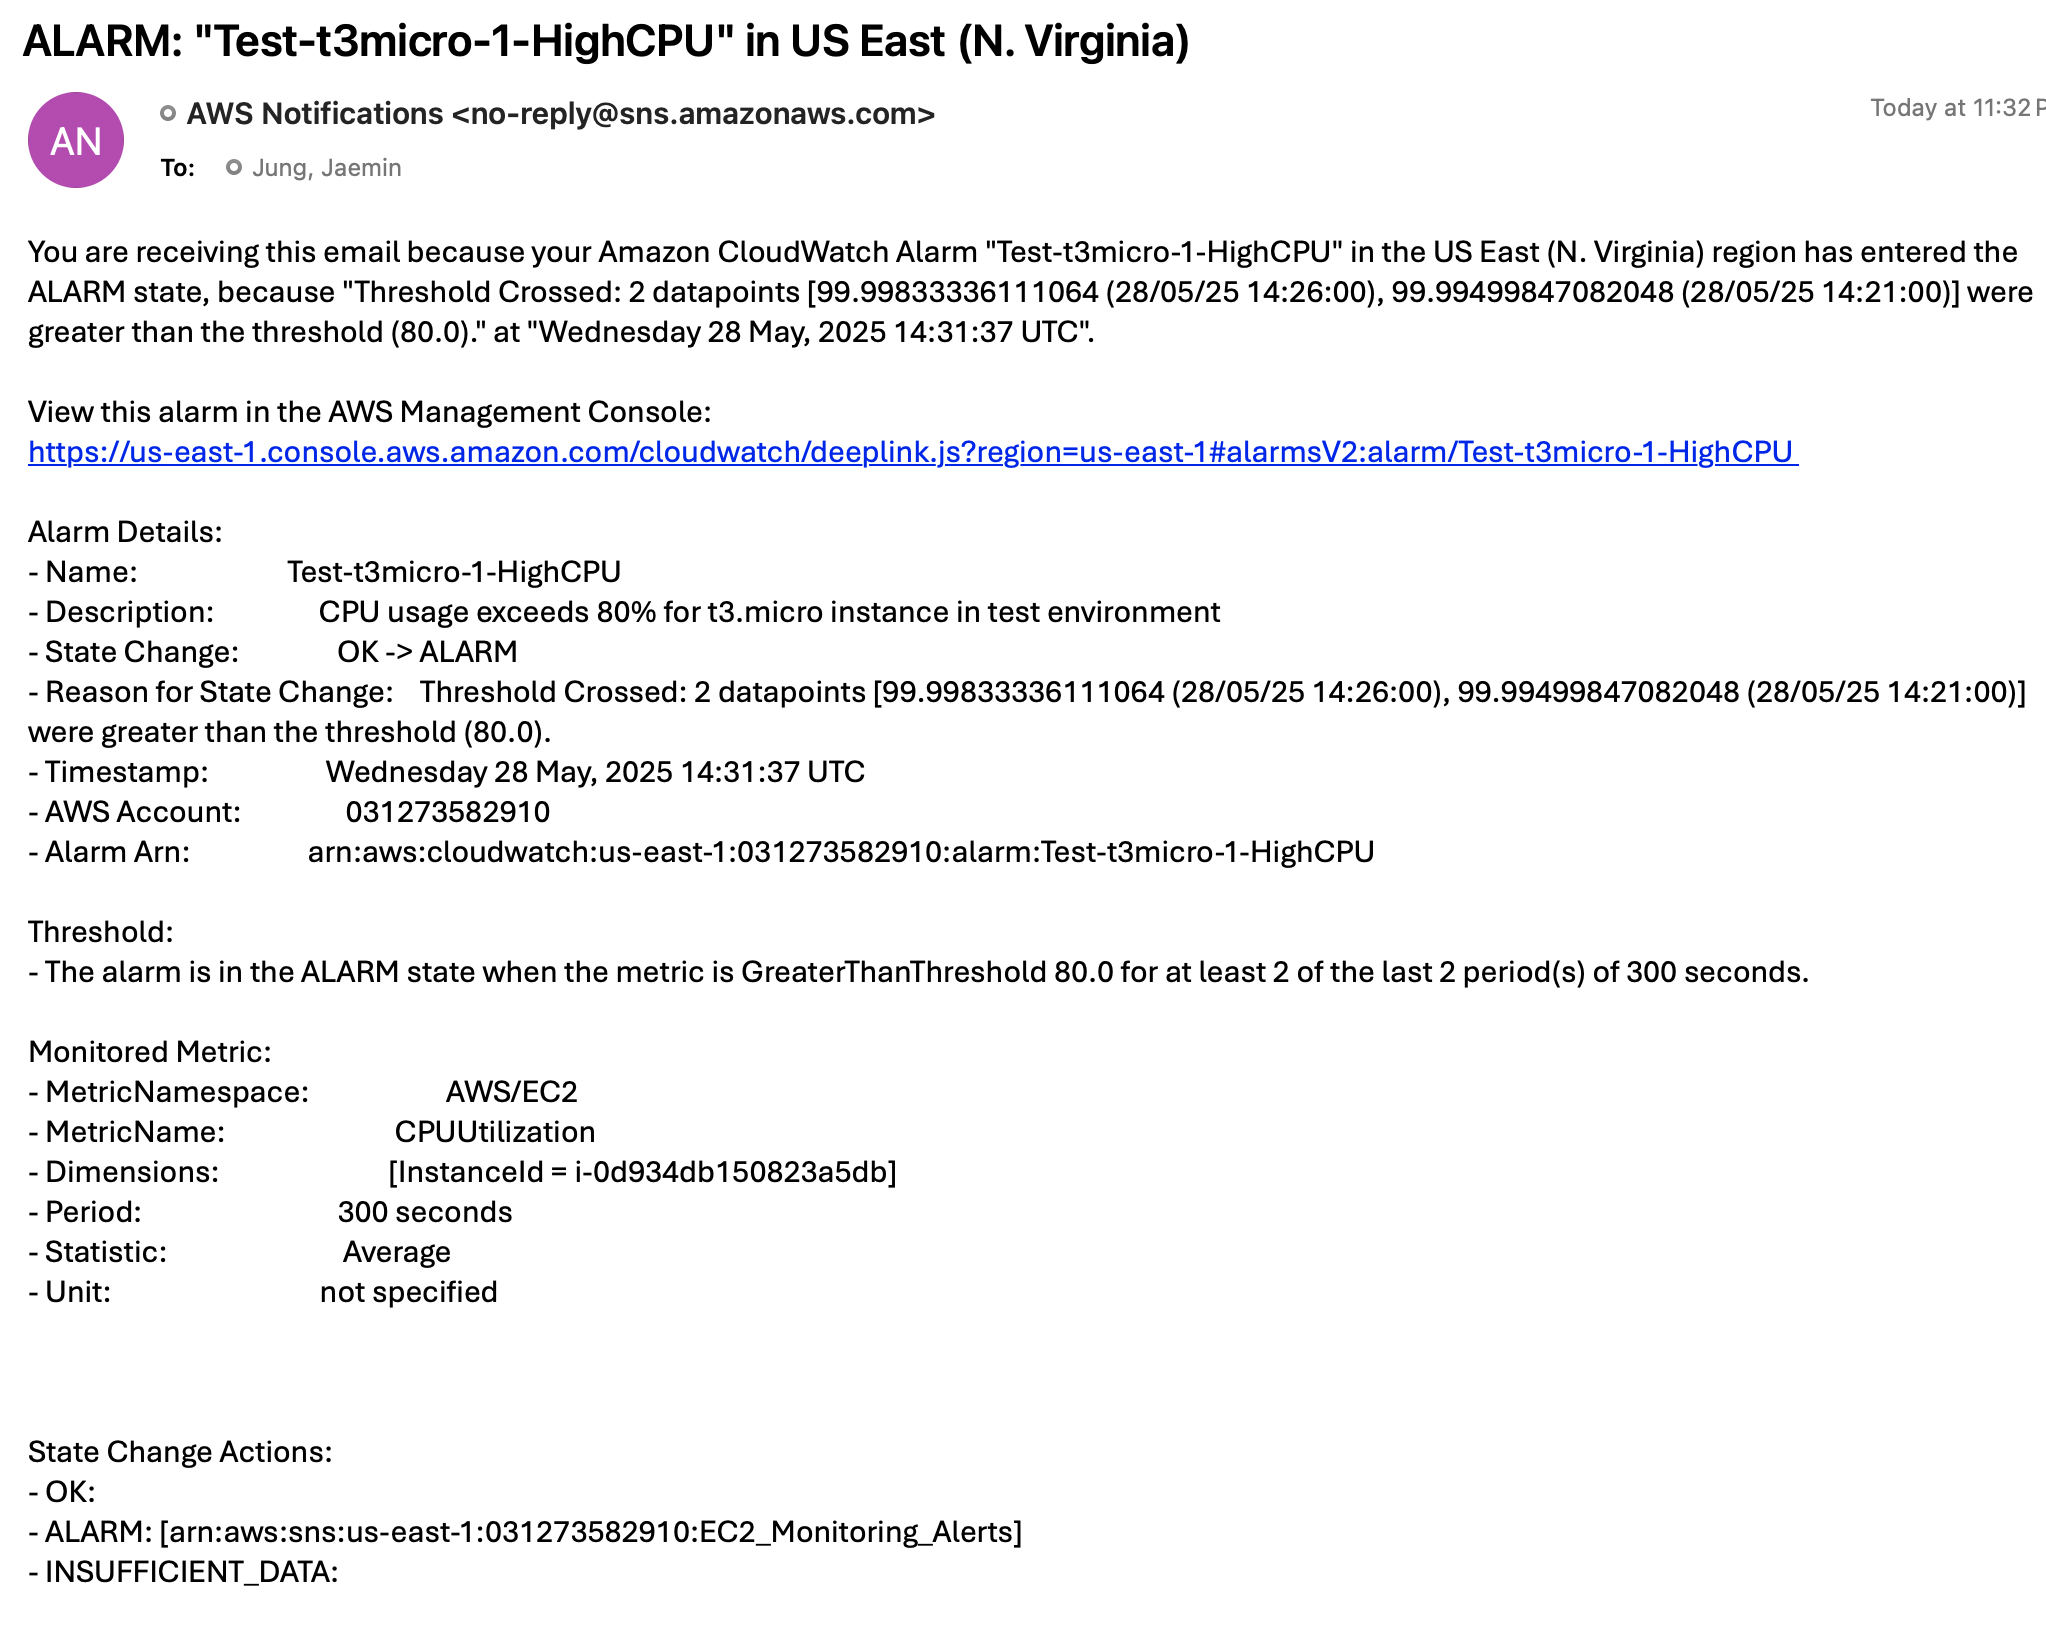 ALARM: "Test-t3micro-1-HighCPU" in US East (N. Virginia)
AN
AWS Notifications <no-reply@sns.amazonaws.com>
Today at 11:32 P
To: Jung, Jaemin
You are receiving this email because your Amazon CloudWatch Alarm "Test-t3micro-1-HighCPU" in the US East (N. Virginia) region has entered the
ALARM state, because "Threshold Crossed: 2 datapoints [99.99833336111064 (28/05/25 14:26:00), 99.99499847082048 (28/05/25 14:21:00)] were
greater than the threshold (80.0)." at "Wednesday 28 May, 2025 14:31:37 UTC".
View this alarm in the AWS Management Console:
https://us-east-1.console.aws.amazon.com/cloudwatch/deeplink.js?region=us-east-1#alarmsV2:alarm/Test-t3micro-1-HighCPU
Alarm Details:
- Name: Test-t3micro-1-HighCPU
- Description: CPU usage exceeds 80% for t3.micro instance in test environment
- State Change: OK -> ALARM
- Reason for State Change: Threshold Crossed: 2 datapoints [99.99833336111064 (28/05/25 14:26:00), 99.99499847082048 (28/05/25 14:21:00)]
were greater than the threshold (80.0).
- Timestamp: Wednesday 28 May, 2025 14:31:37 UTC
- AWS Account: 031273582910
- Alarm Arn: arn:aws:cloudwatch:us-east-1:031273582910:alarm:Test-t3micro-1-HighCPU
Threshold:
- The alarm is in the ALARM state when the metric is GreaterThanThreshold 80.0 for at least 2 of the last 2 period(s) of 300 seconds.
Monitored Metric:
- MetricNamespace: AWS/EC2
- MetricName: CPUUtilization
- Dimensions: [InstanceId = i-0d934db150823a5db]
- Period: 300 seconds
- Statistic: Average
- Unit: not specified
State Change Actions:
- OK:
- ALARM: [arn:aws:sns:us-east-1:031273582910:EC2_Monitoring_Alerts]
- INSUFFICIENT_DATA: